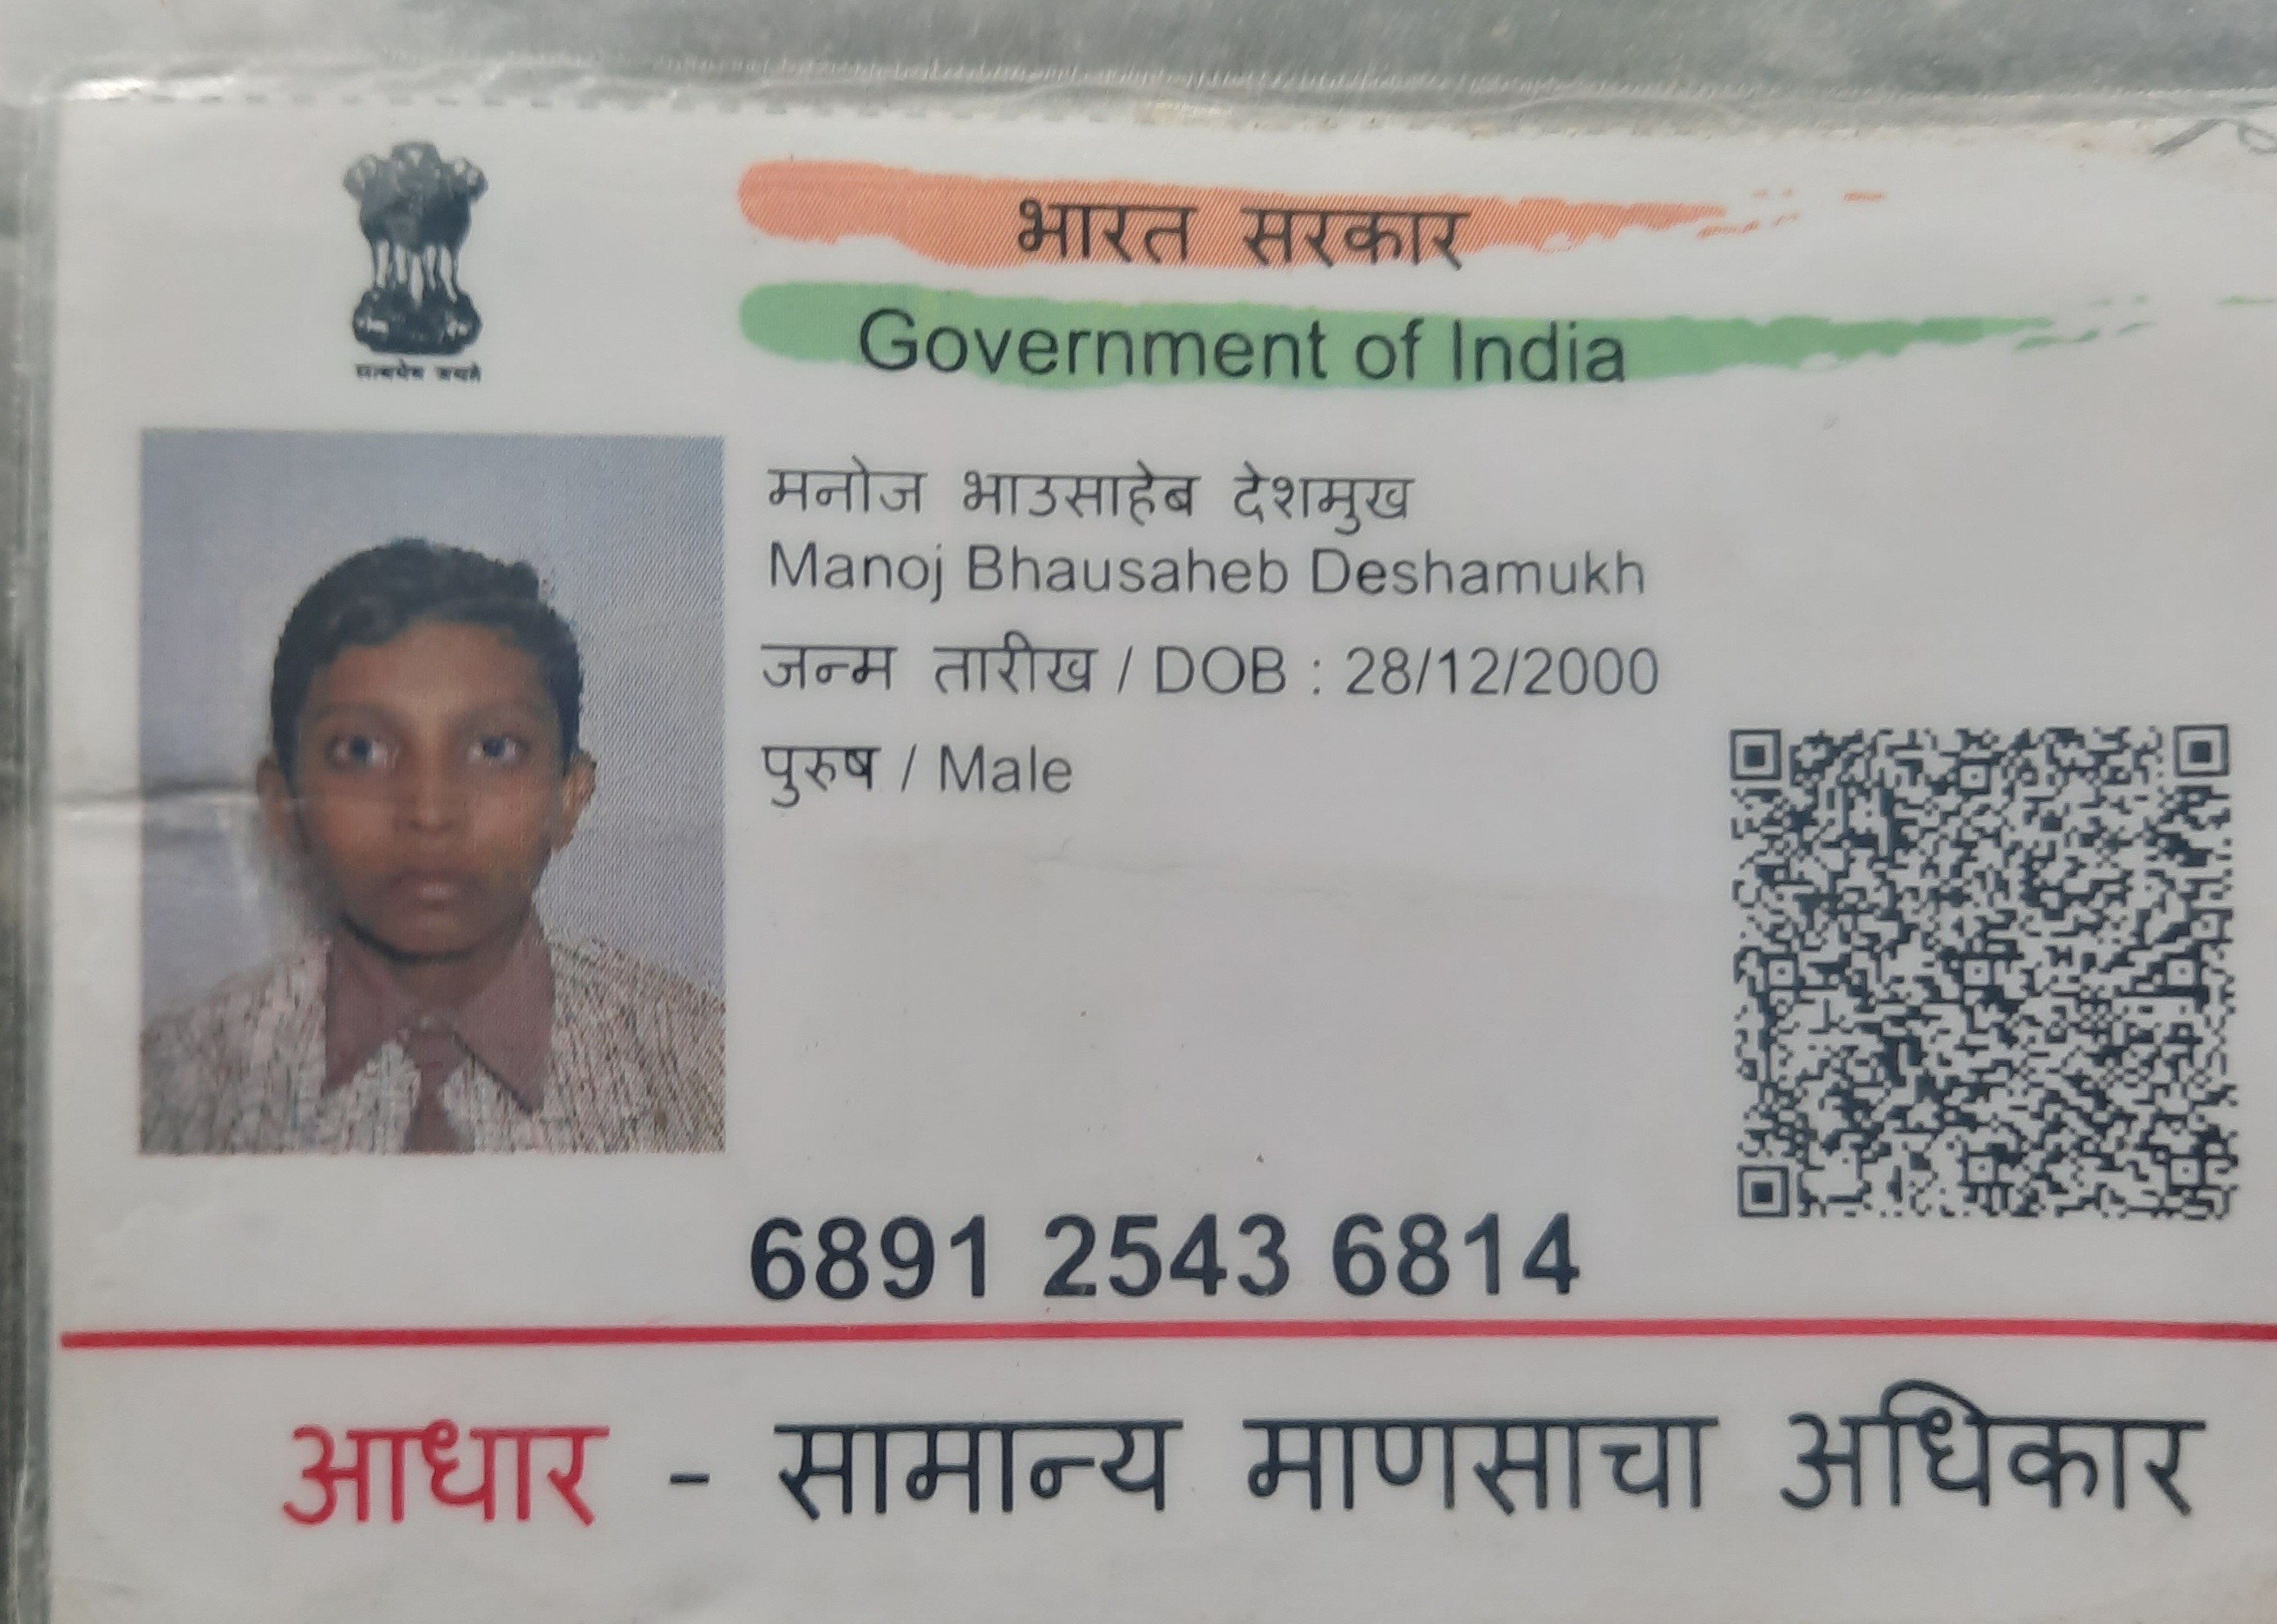 भारत सरकार
Government of India
सत्यमेव जयते
मनोज भाउसाहेब देशमुख
Manoj Bhausaheb Deshamukh
जन्म तारीख / DOB : 28/12/2000
पुरुष / Male
6891 2543 6814
आधार - सामान्य माणसाचा अधिकार